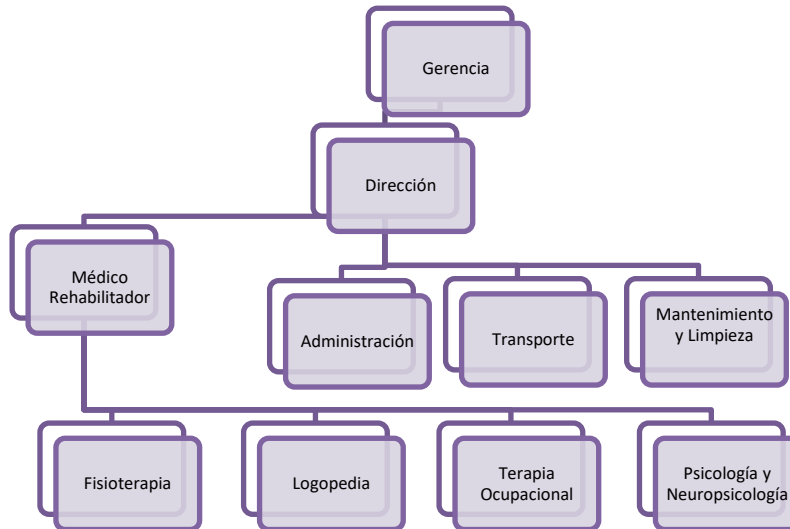 Gerencia
Dirección
Médico
Rehabilitador
Administración
Transporte
Mantenimiento
y Limpieza
Fisioterapia
Logopedia
Terapia
Ocupacional
Psicología y
Neuropsicología